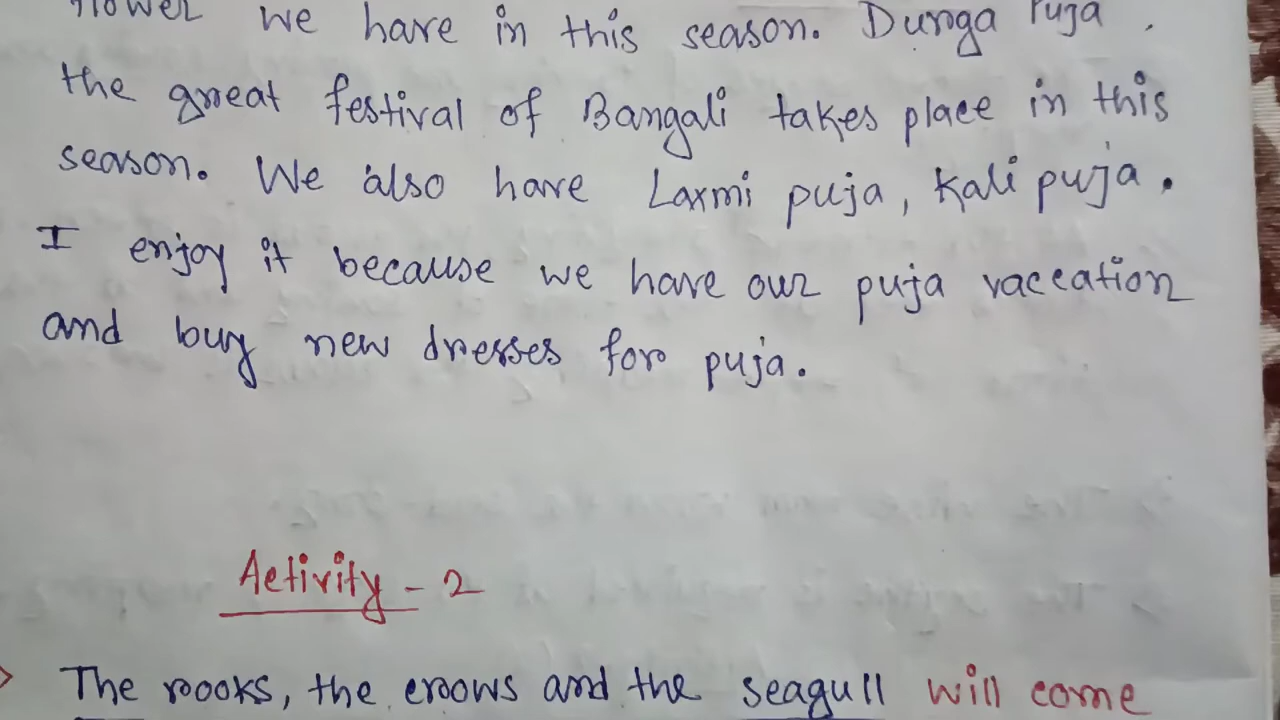 flower we have in this season. Durga Puja,
the great festival of Bangali takes place in this
season. We also have Laxmi puja, Kali puja.
I enjoy it because we have our puja vaccation
and buy new dresses for puja.
Activity - 2
The rooks, the crows and the seagull will come